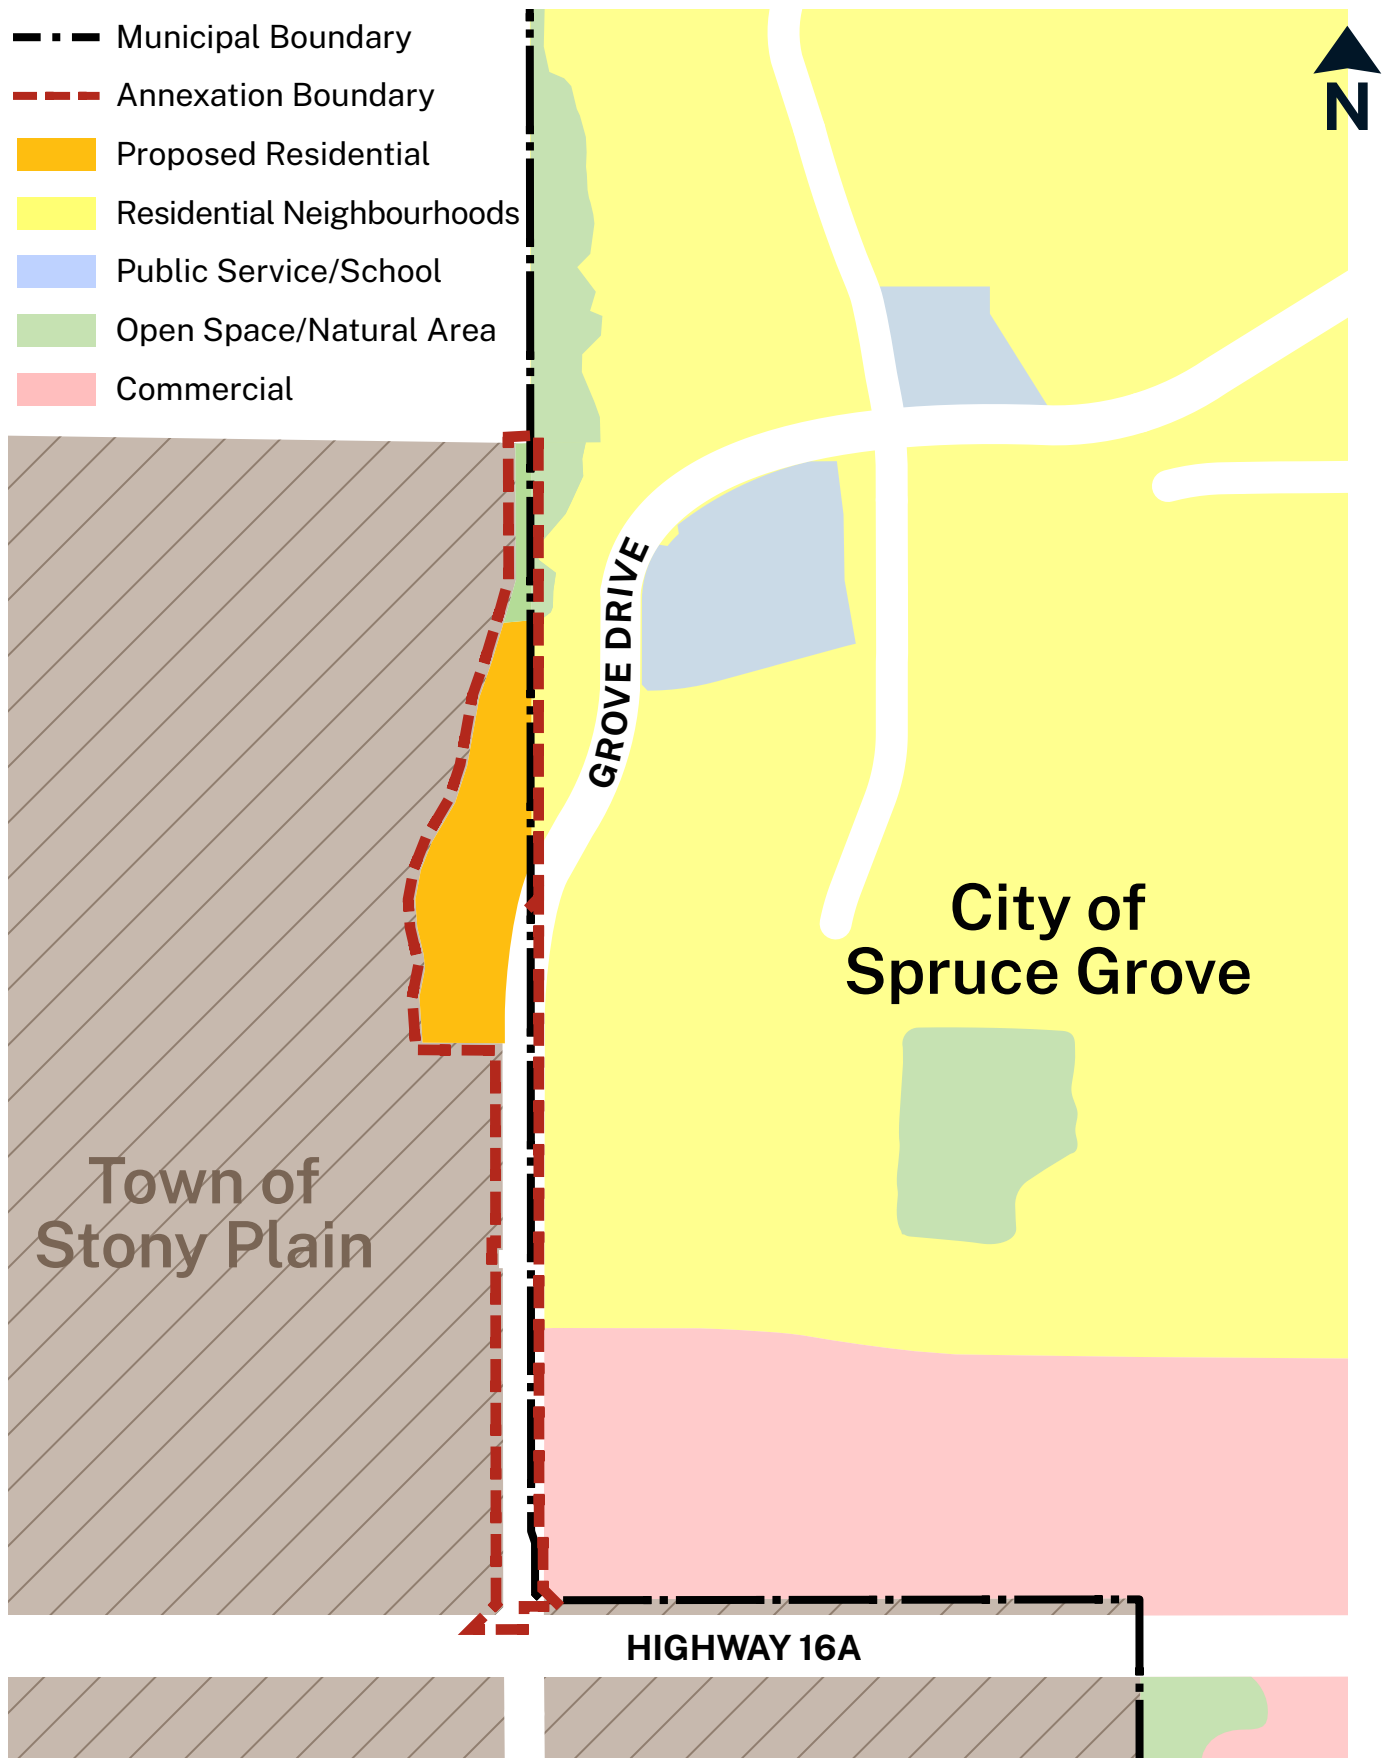 Municipal Boundary
Annexation Boundary
Proposed Residential
Residential Neighbourhoods
Public Service/School
Open Space/Natural Area
Commercial
N
GROVE DRIVE
City of
Spruce Grove
Town of
Stony Plain
HIGHWAY 16A